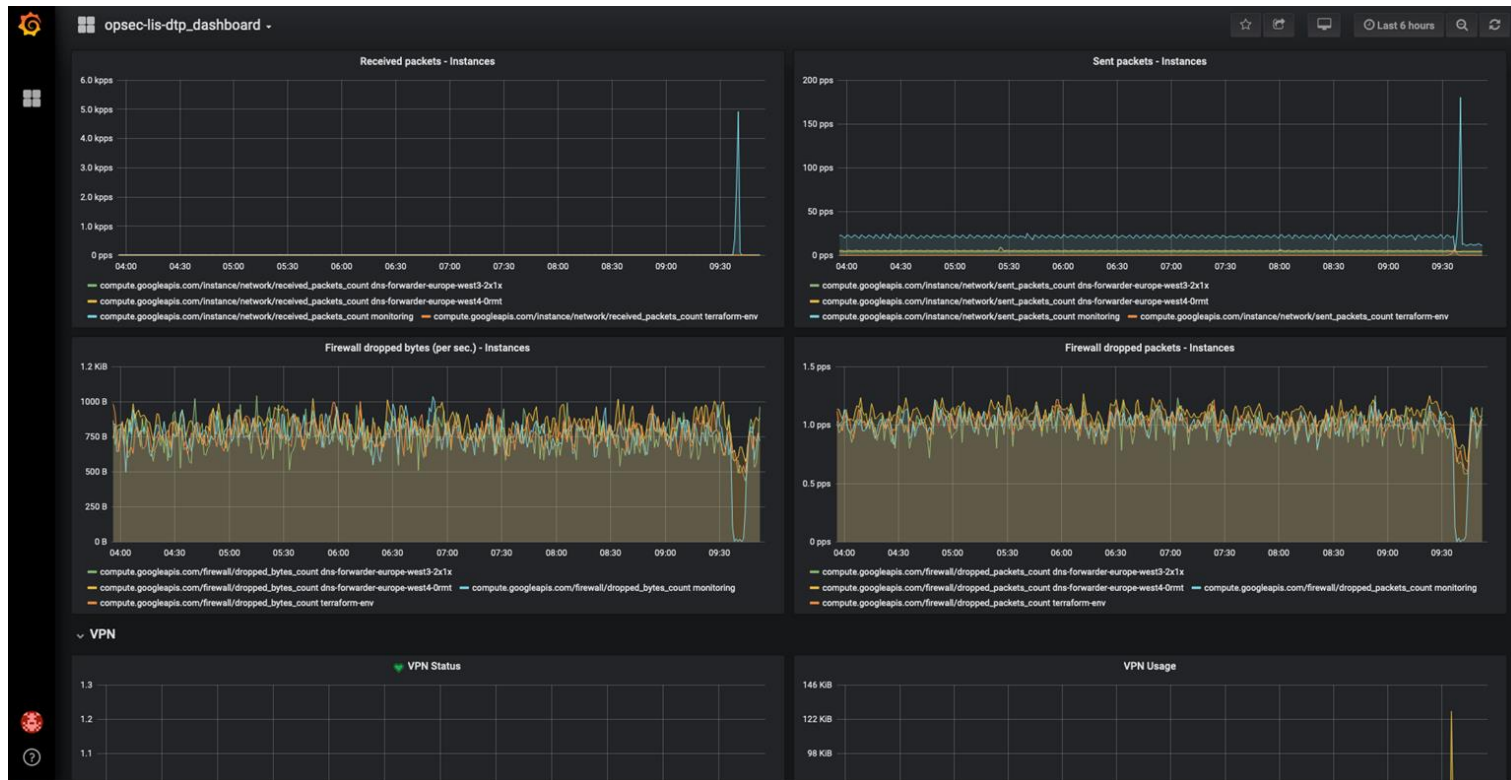 opsec-lis-dtp_dashboard
Last 6 hours
Received packets - Instances
6.0 kpps
5.0 kpps
4.0 kpps
3.0 kpps
2.0 kpps
1.0 kpps
0 pps
04:00 04:30 05:00 05:30 06:00 06:30 07:00 07:30 08:00 08:30 09:00 09:30
compute.googleapis.com/instance/network/received_packets_count dns-forwarder-europe-west3-2x1x
compute.googleapis.com/instance/network/received_packets_count dns-forwarder-europe-west4-0rmt
compute.googleapis.com/instance/network/received_packets_count monitoring compute.googleapis.com/instance/network/received_packets_count terraform-env
Sent packets - Instances
200 pps
150 pps
100 pps
50 pps
0 pps
04:00 04:30 05:00 05:30 06:00 06:30 07:00 07:30 08:00 08:30 09:00 09:30
compute.googleapis.com/instance/network/sent_packets_count dns-forwarder-europe-west3-2x1x
compute.googleapis.com/instance/network/sent_packets_count dns-forwarder-europe-west4-0rmt
compute.googleapis.com/instance/network/sent_packets_count monitoring compute.googleapis.com/instance/network/sent_packets_count terraform-env
Firewall dropped bytes (per sec.) - Instances
1.2 KiB
1000 B
750 B
500 B
250 B
0 B
04:00 04:30 05:00 05:30 06:00 06:30 07:00 07:30 08:00 08:30 09:00 09:30
compute.googleapis.com/firewall/dropped_bytes_count dns-forwarder-europe-west3-2x1x
compute.googleapis.com/firewall/dropped_bytes_count dns-forwarder-europe-west4-0rmt compute.googleapis.com/firewall/dropped_bytes_count monitoring
compute.googleapis.com/firewall/dropped_bytes_count terraform-env
Firewall dropped packets - Instances
1.5 pps
1.0 pps
0.5 pps
0 pps
04:00 04:30 05:00 05:30 06:00 06:30 07:00 07:30 08:00 08:30 09:00 09:30
compute.googleapis.com/firewall/dropped_packets_count dns-forwarder-europe-west3-2x1x
compute.googleapis.com/firewall/dropped_packets_count dns-forwarder-europe-west4-0rmt compute.googleapis.com/firewall/dropped_packets_count monitoring
compute.googleapis.com/firewall/dropped_packets_count terraform-env
VPN
VPN Status
1.3
1.2
1.1
VPN Usage
146 KiB
122 KiB
98 KiB